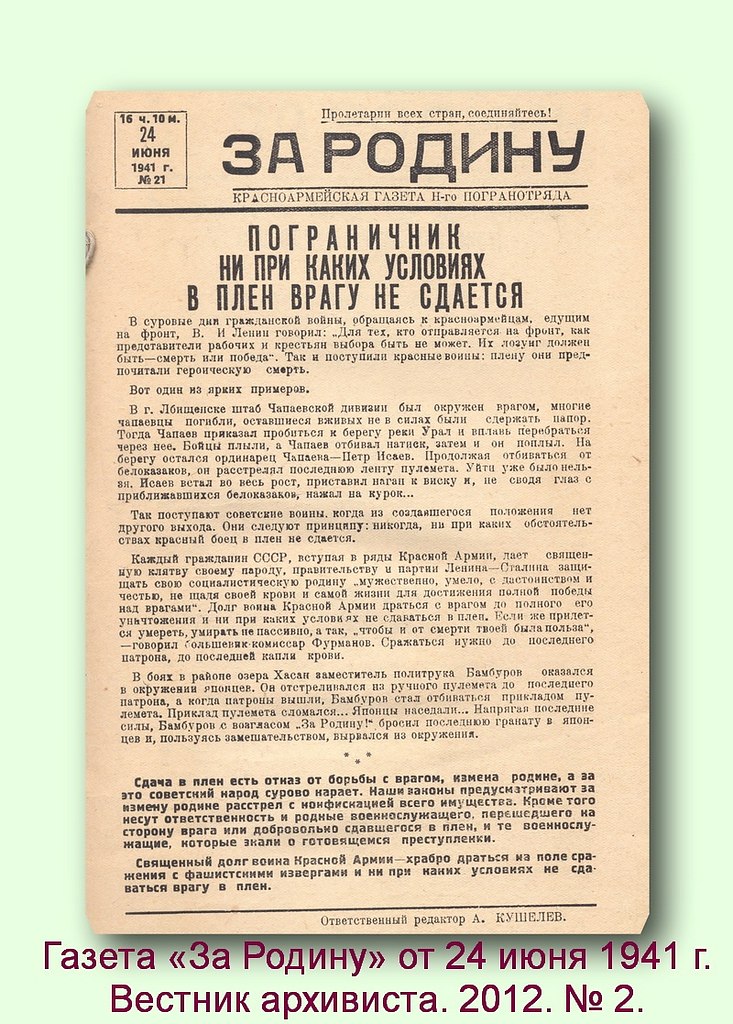 16 ч. 10 м.
24
ИЮНЯ
1941 г.
№ 21
Пролетарии всех стран, соединяйтесь!
ЗА РОДИНУ
КРАСНОАРМЕЙСКАЯ ГАЗЕТА Н-го ПОГРАНОТРЯДА
ПОГРАНИЧНИК
НИ ПРИ КАКИХ УСЛОВИЯХ
В ПЛЕН ВРАГУ НЕ СДАЕТСЯ
В суровые дни гражданской войны, обращаясь к красноармейцам, едущим
на фронт, В. И Ленин говорил: „Для тех, кто отправляется на фронт, как
представители рабочих и крестьян выбора быть не может. Их лозунг должен
быть—смерть или победа“. Так и поступили красные воины: плену они пред-
почитали героическую смерть.
Вот один из ярких примеров.
В г. Лбищенске штаб Чапаевской дивизии был окружен врагом, многие
чапаевцы погибли, оставшиеся вживых не в силах были сдержать напор.
Тогда Чапаев приказал пробиться к берегу реки Урал и вплавь перебраться
через нее. Бойцы плыли, а Чапаев отбивал натиск, затем и он поплыл. На
берегу остался ординарец Чапаева—Петр Исаев. Продолжая отбиваться от
белоказаков, он расстрелял последнюю ленту пулемета. Уйти уже было нель-
зя. Исаев встал во весь рост, приставил наган к виску и, не сводя глаз с
приближавшихся белоказаков, нажал на курок...
Так поступают советские воины, когда из создавшегося положения нет
другого выхода. Они следуют принципу: никогда, ни при каких обстоятель-
ствах красный боец в плен не сдается.
Каждый гражданин СССР, вступая в ряды Красной Армии, дает священ-
ную клятву своему народу, правительству и партии Ленина—Сталина защи-
щать свою социалистическую родину „мужественно, умело, с достоинством и
честью, не щадя своей крови и самой жизни для достижения полной победы
над врагами“. Долг воина Красной Армии драться с врагом до полного его
уничтожения и ни при каких условиях не сдаваться в плен. Если же придет-
ся умереть, умирать не пассивно, а так, „чтобы и от смерти твоей была польза“,
—говорил большевик-комиссар Фурманов. Сражаться нужно до последнего
патрона, до последней капли крови.
В боях в районе озера Хасан заместитель политрука Бамбуров оказался
в окружении японцев. Он отстреливался из ручного пулемета до последнего
патрона, а когда патроны вышли, Бамбуров стал отбиваться прикладом пу-
лемета. Приклад пулемета сломался... Японцы наседали... Напрягая последние
силы, Бамбуров с возгласом „За Родину!“ бросил последнюю гранату в япон-
цев и, пользуясь замешательством, вырвался из окружения.
* * *
Сдача в плен есть отказ от борьбы с врагом, измена родине, а за
это советский народ сурово карает. Наши законы предусматривают за
измену родине расстрел с конфискацией всего имущества. Кроме того
несут ответственность и родные военнослужащего, перешедшего на
сторону врага или добровольно сдавшегося в плен, и те военнослу-
жащие, которые знали о готовящемся преступлении.
Священный долг воина Красной Армии—храбро драться на поле сра-
жения с фашистскими извергами и ни при каких условиях не сда-
ваться врагу в плен.
Ответственный редактор А. КУШЕЛЕВ.
Газета «За Родину» от 24 июня 1941 г.
Вестник архивиста. 2012. № 2.